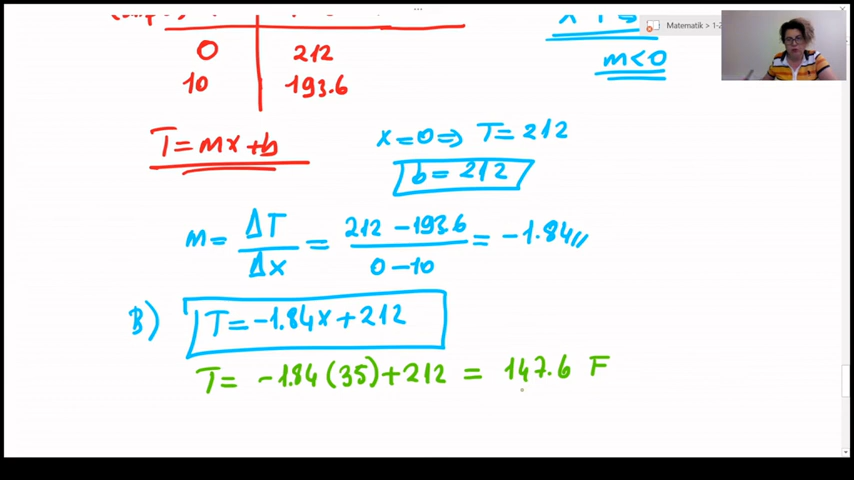 0 212
10 193.6
m<0
Matematik > 1-2
T=mx+b
x=0 ⇒ T=212
b=212
m= ΔT/Δx = 212-193.6/0-10 = -1.84//
B) T=-1.84x+212
T= -1.84(35)+212 = 147.6 F